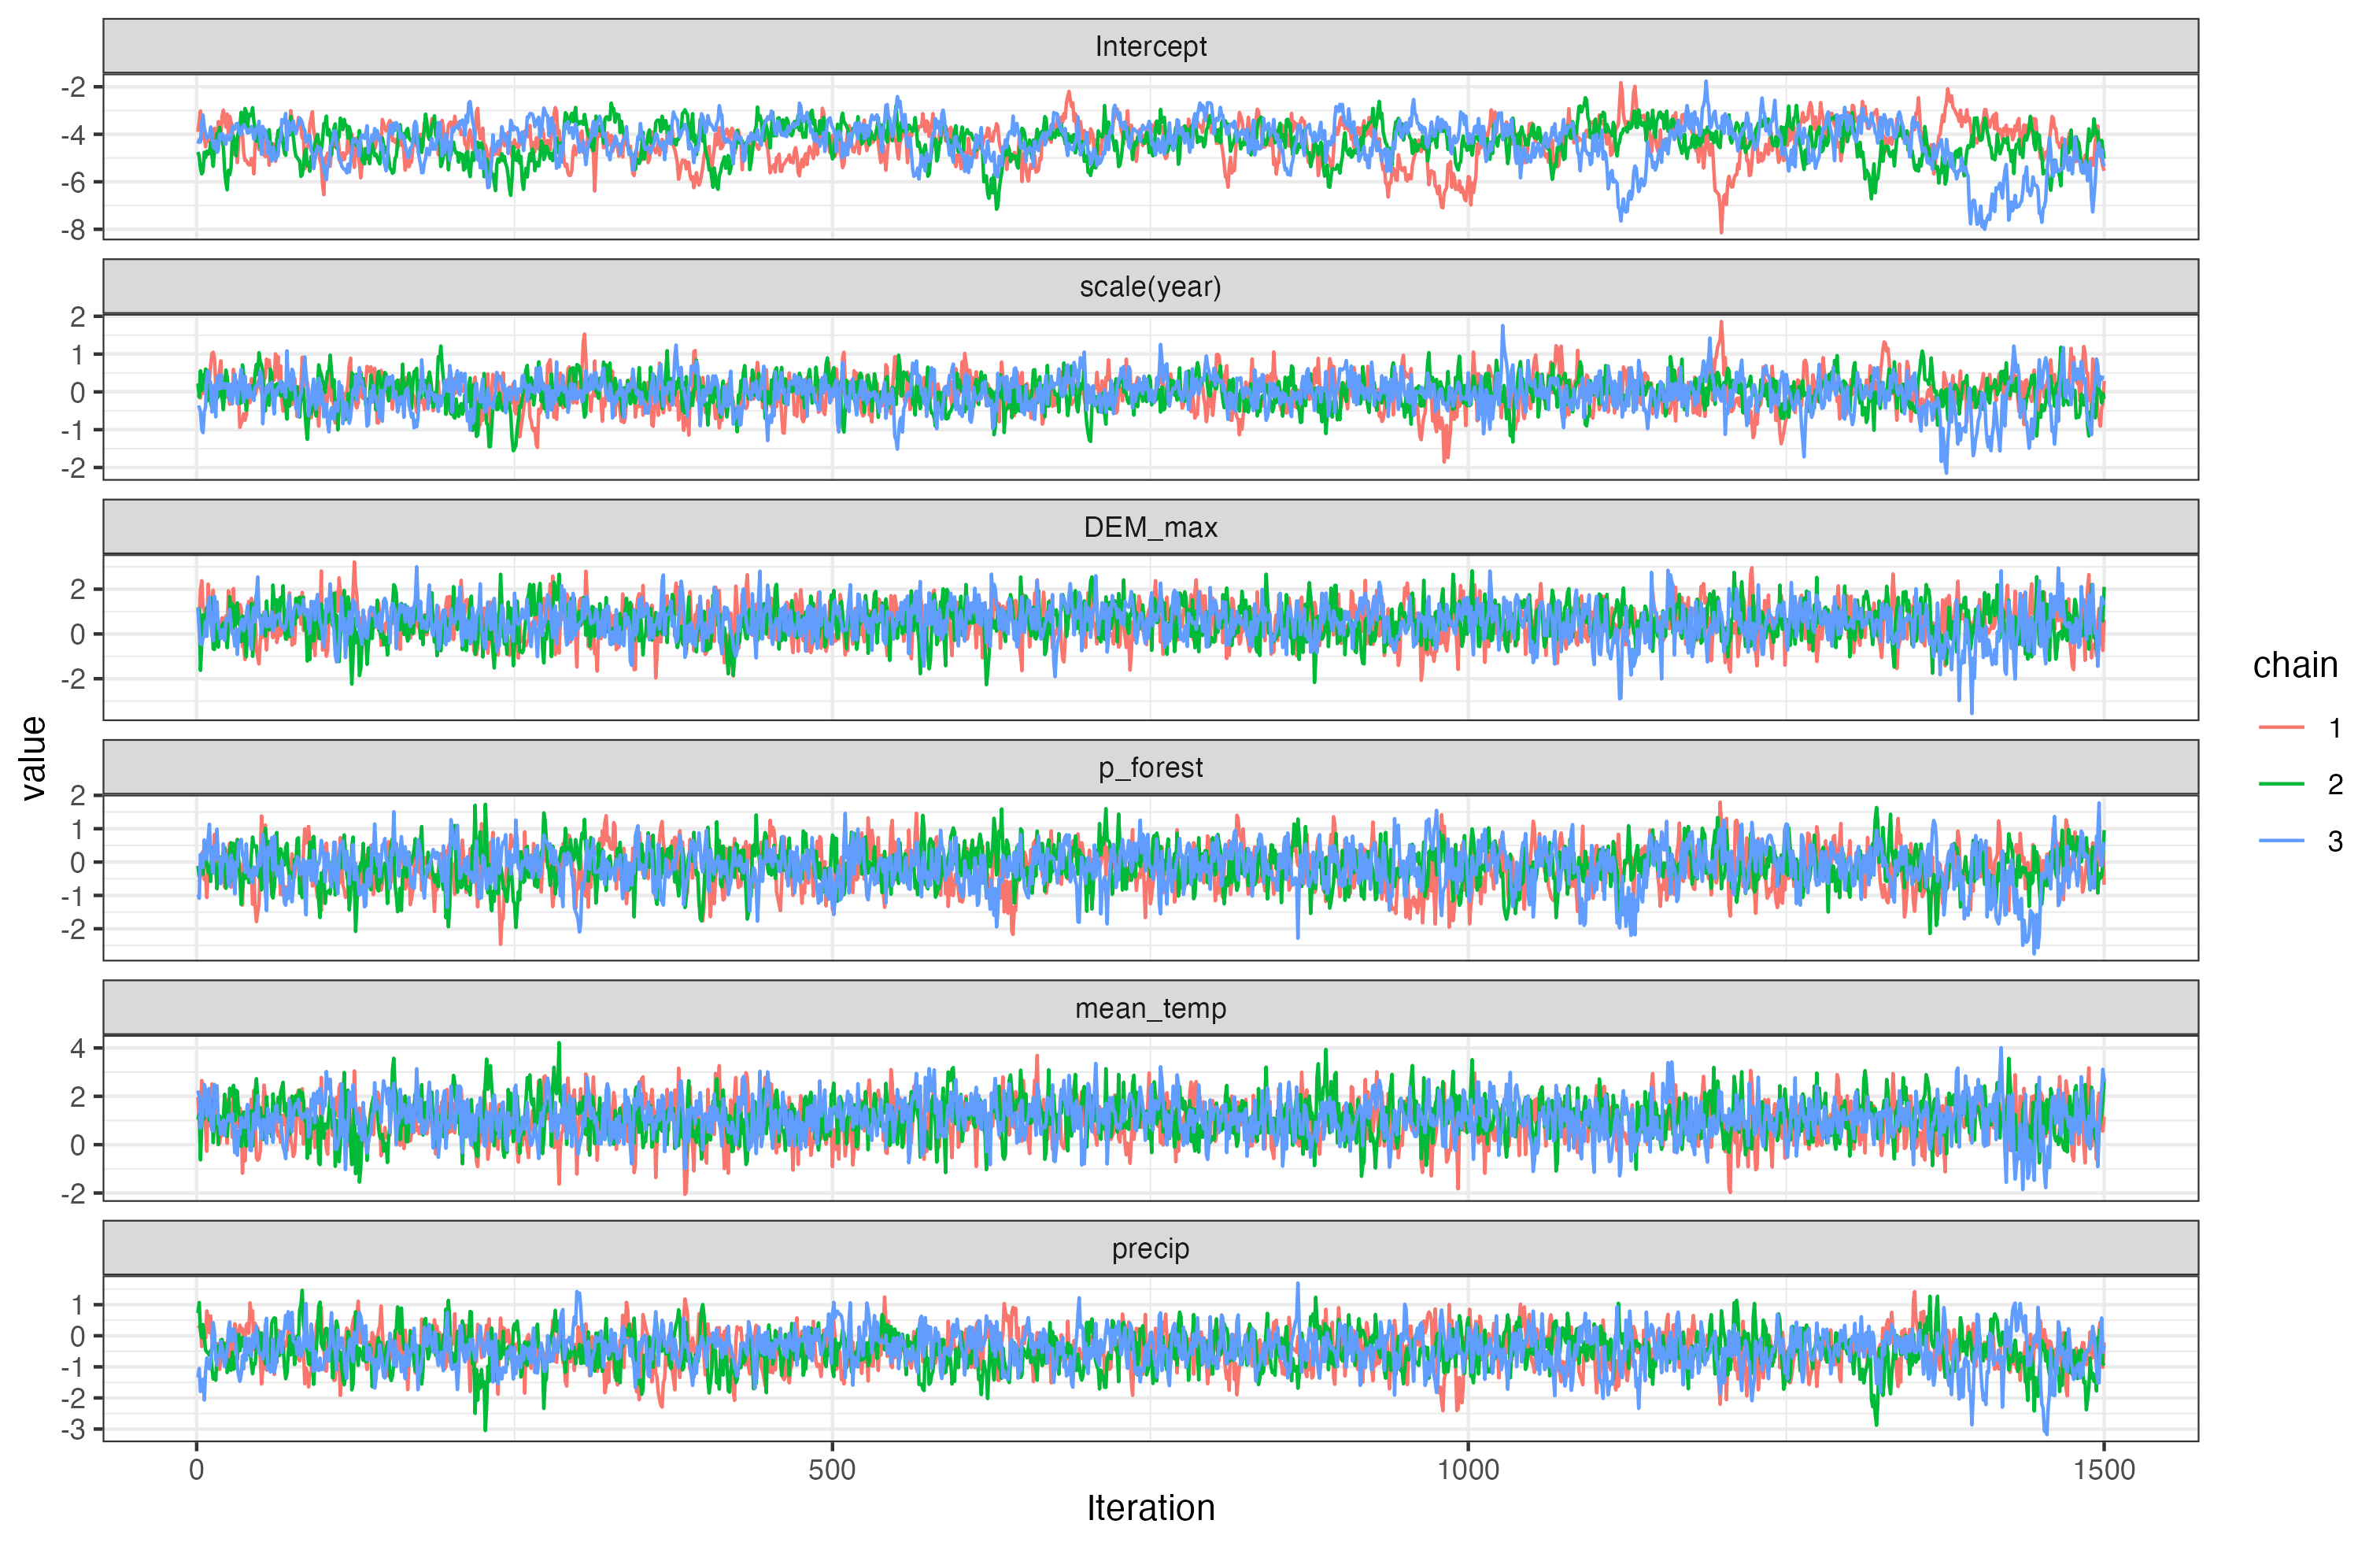 Intercept
-2
-4
-6
-8
scale(year)
2
1
0
-1
-2
DEM_max
2
0
-2
p_forest
2
1
0
-1
-2
mean_temp
4
2
0
-2
precip
1
0
-1
-2
-3
0 500 1000 1500
Iteration
value
chain
1
2
3